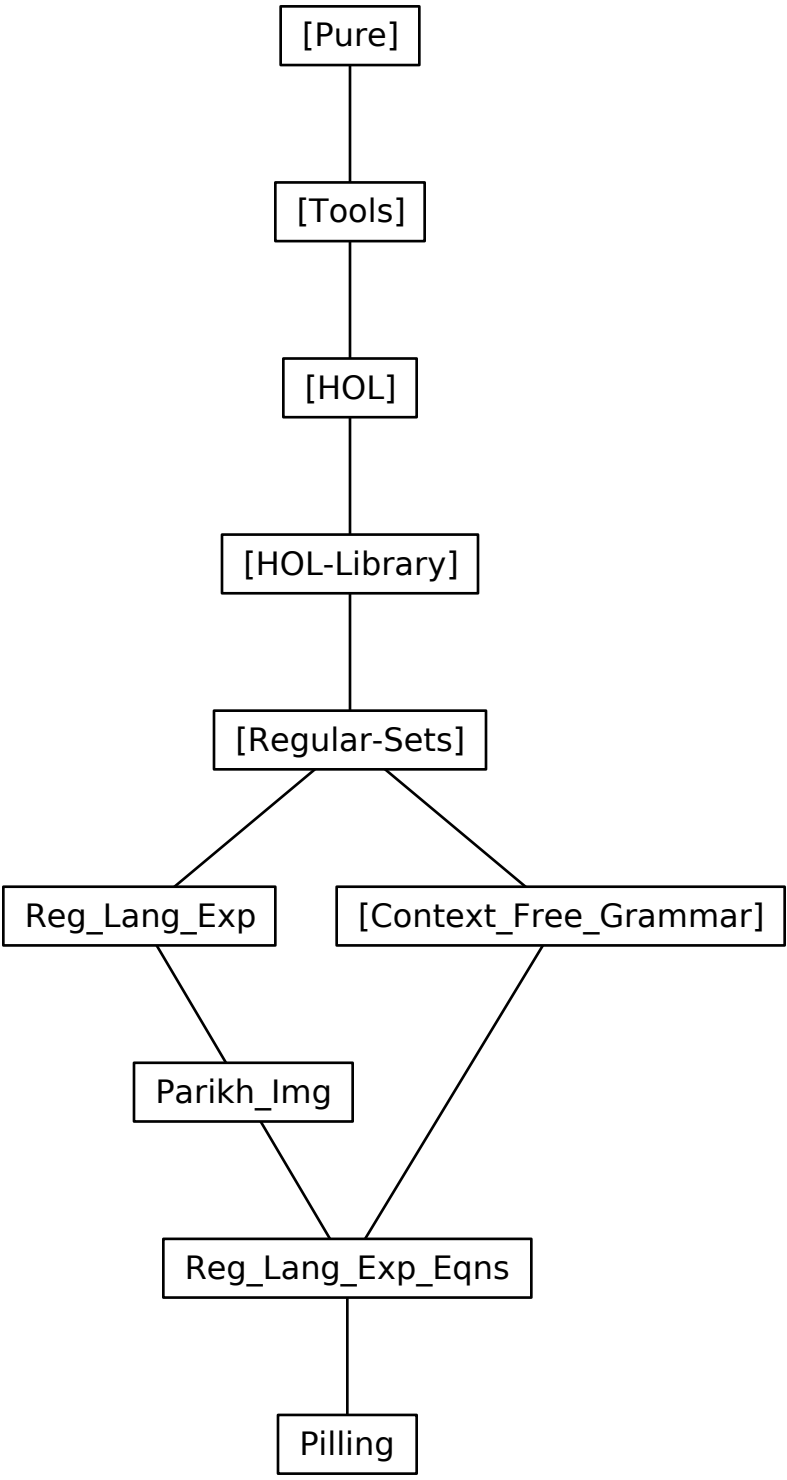 [Pure]
[Tools]
[HOL]
[HOL-Library]
[Regular-Sets]
Reg_Lang_Exp
[Context_Free_Grammar]
Parikh_Img
Reg_Lang_Exp_Eqns
Pilling